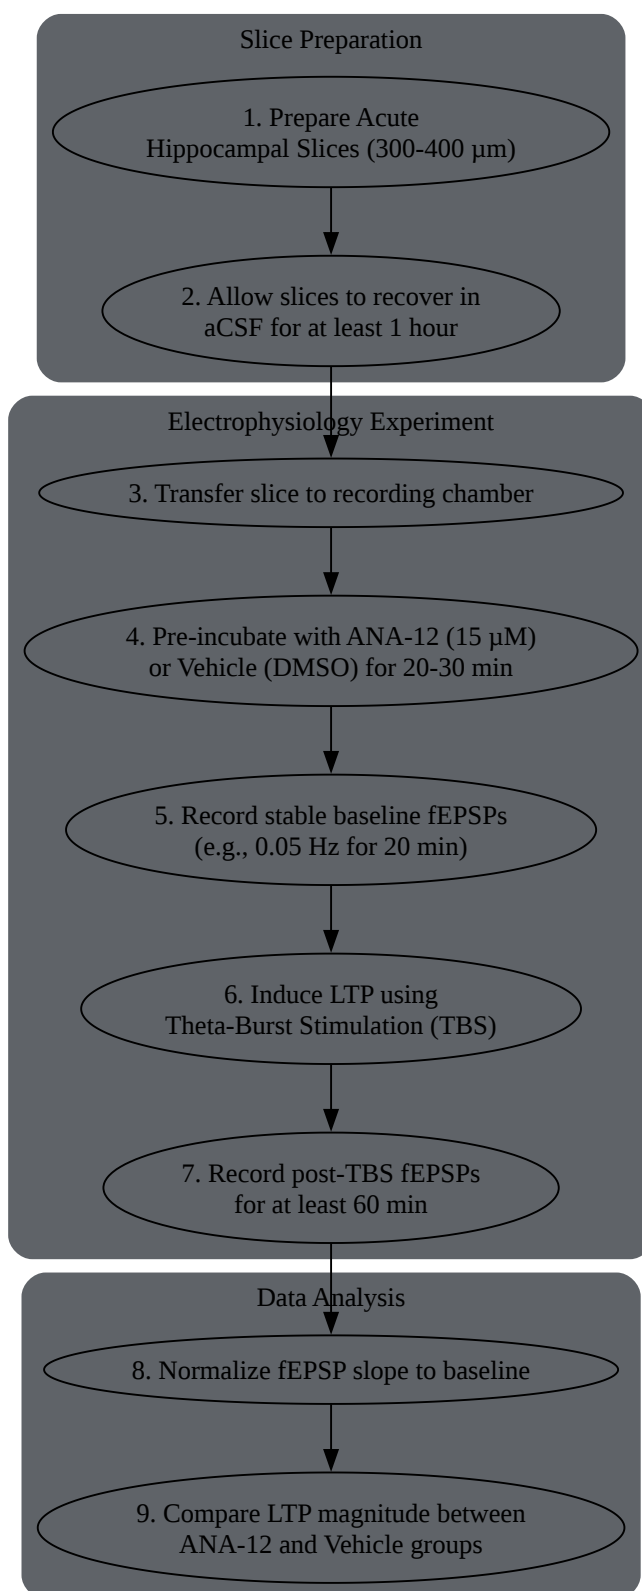 Slice Preparation
1. Prepare Acute
Hippocampal Slices (300-400 µm)
2. Allow slices to recover in
aCSF for at least 1 hour
Electrophysiology Experiment
3. Transfer slice to recording chamber
4. Pre-incubate with ANA-12 (15 µM)
or Vehicle (DMSO) for 20-30 min
5. Record stable baseline fEPSPs
(e.g., 0.05 Hz for 20 min)
6. Induce LTP using
Theta-Burst Stimulation (TBS)
7. Record post-TBS fEPSPs
for at least 60 min
Data Analysis
8. Normalize fEPSP slope to baseline
9. Compare LTP magnitude between
ANA-12 and Vehicle groups